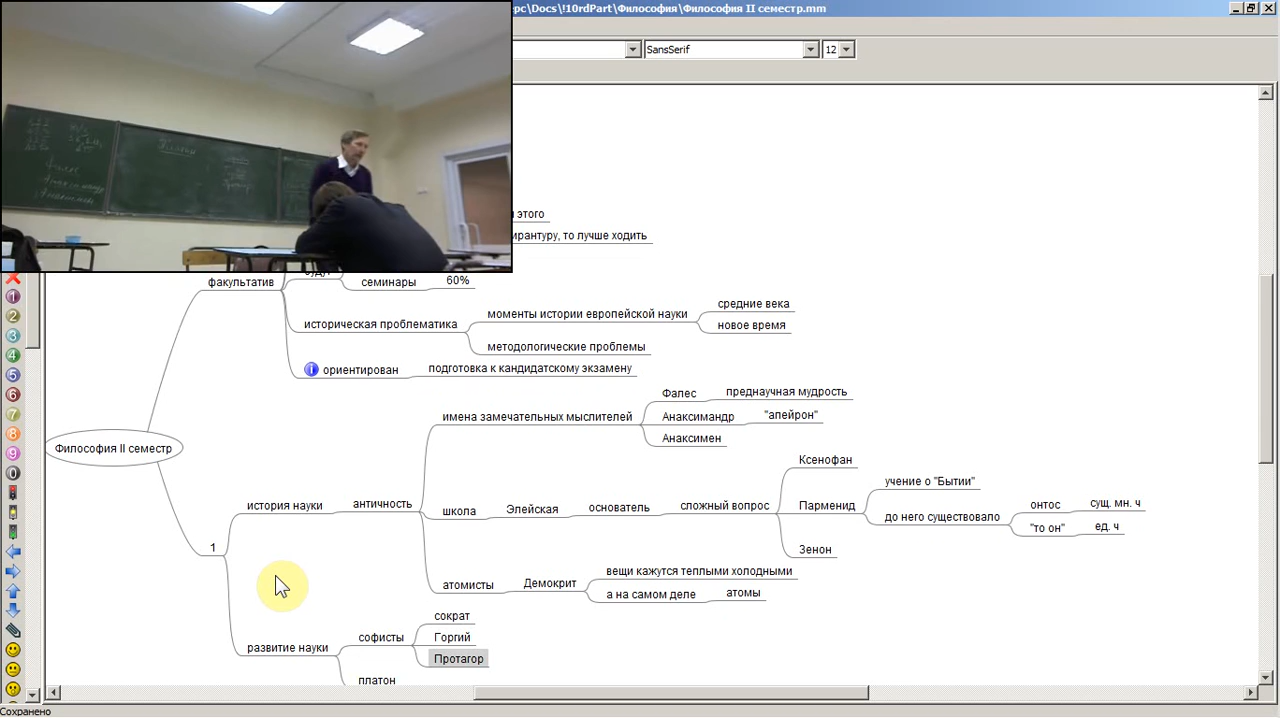 рс\Docs\!10rdPart\Философия\Философия II семестр.mm
SansSerif
12
этого
ирантуру, то лучше ходить
факультатив
семинары
60%
историческая проблематика
моменты истории европейской науки
средние века
новое время
методологические проблемы
ориентирован
подготовка к кандидатскому экзамену
Философия II семестр
1
история науки
античность
имена замечательных мыслителей
Фалес
преднаучная мудрость
Анаксимандр
"апейрон"
Анаксимен
школа
Элейская
основатель
сложный вопрос
Ксенофан
Парменид
учение о "Бытии"
до него существовало
онтос
сущ. мн. ч
"то он"
ед. ч
Зенон
атомисты
Демокрит
вещи кажутся теплыми холодными
а на самом деле
атомы
развитие науки
софисты
сократ
Горгий
Протагор
платон
Сохранено
Фалес
Анаксимандр
Анаксимен